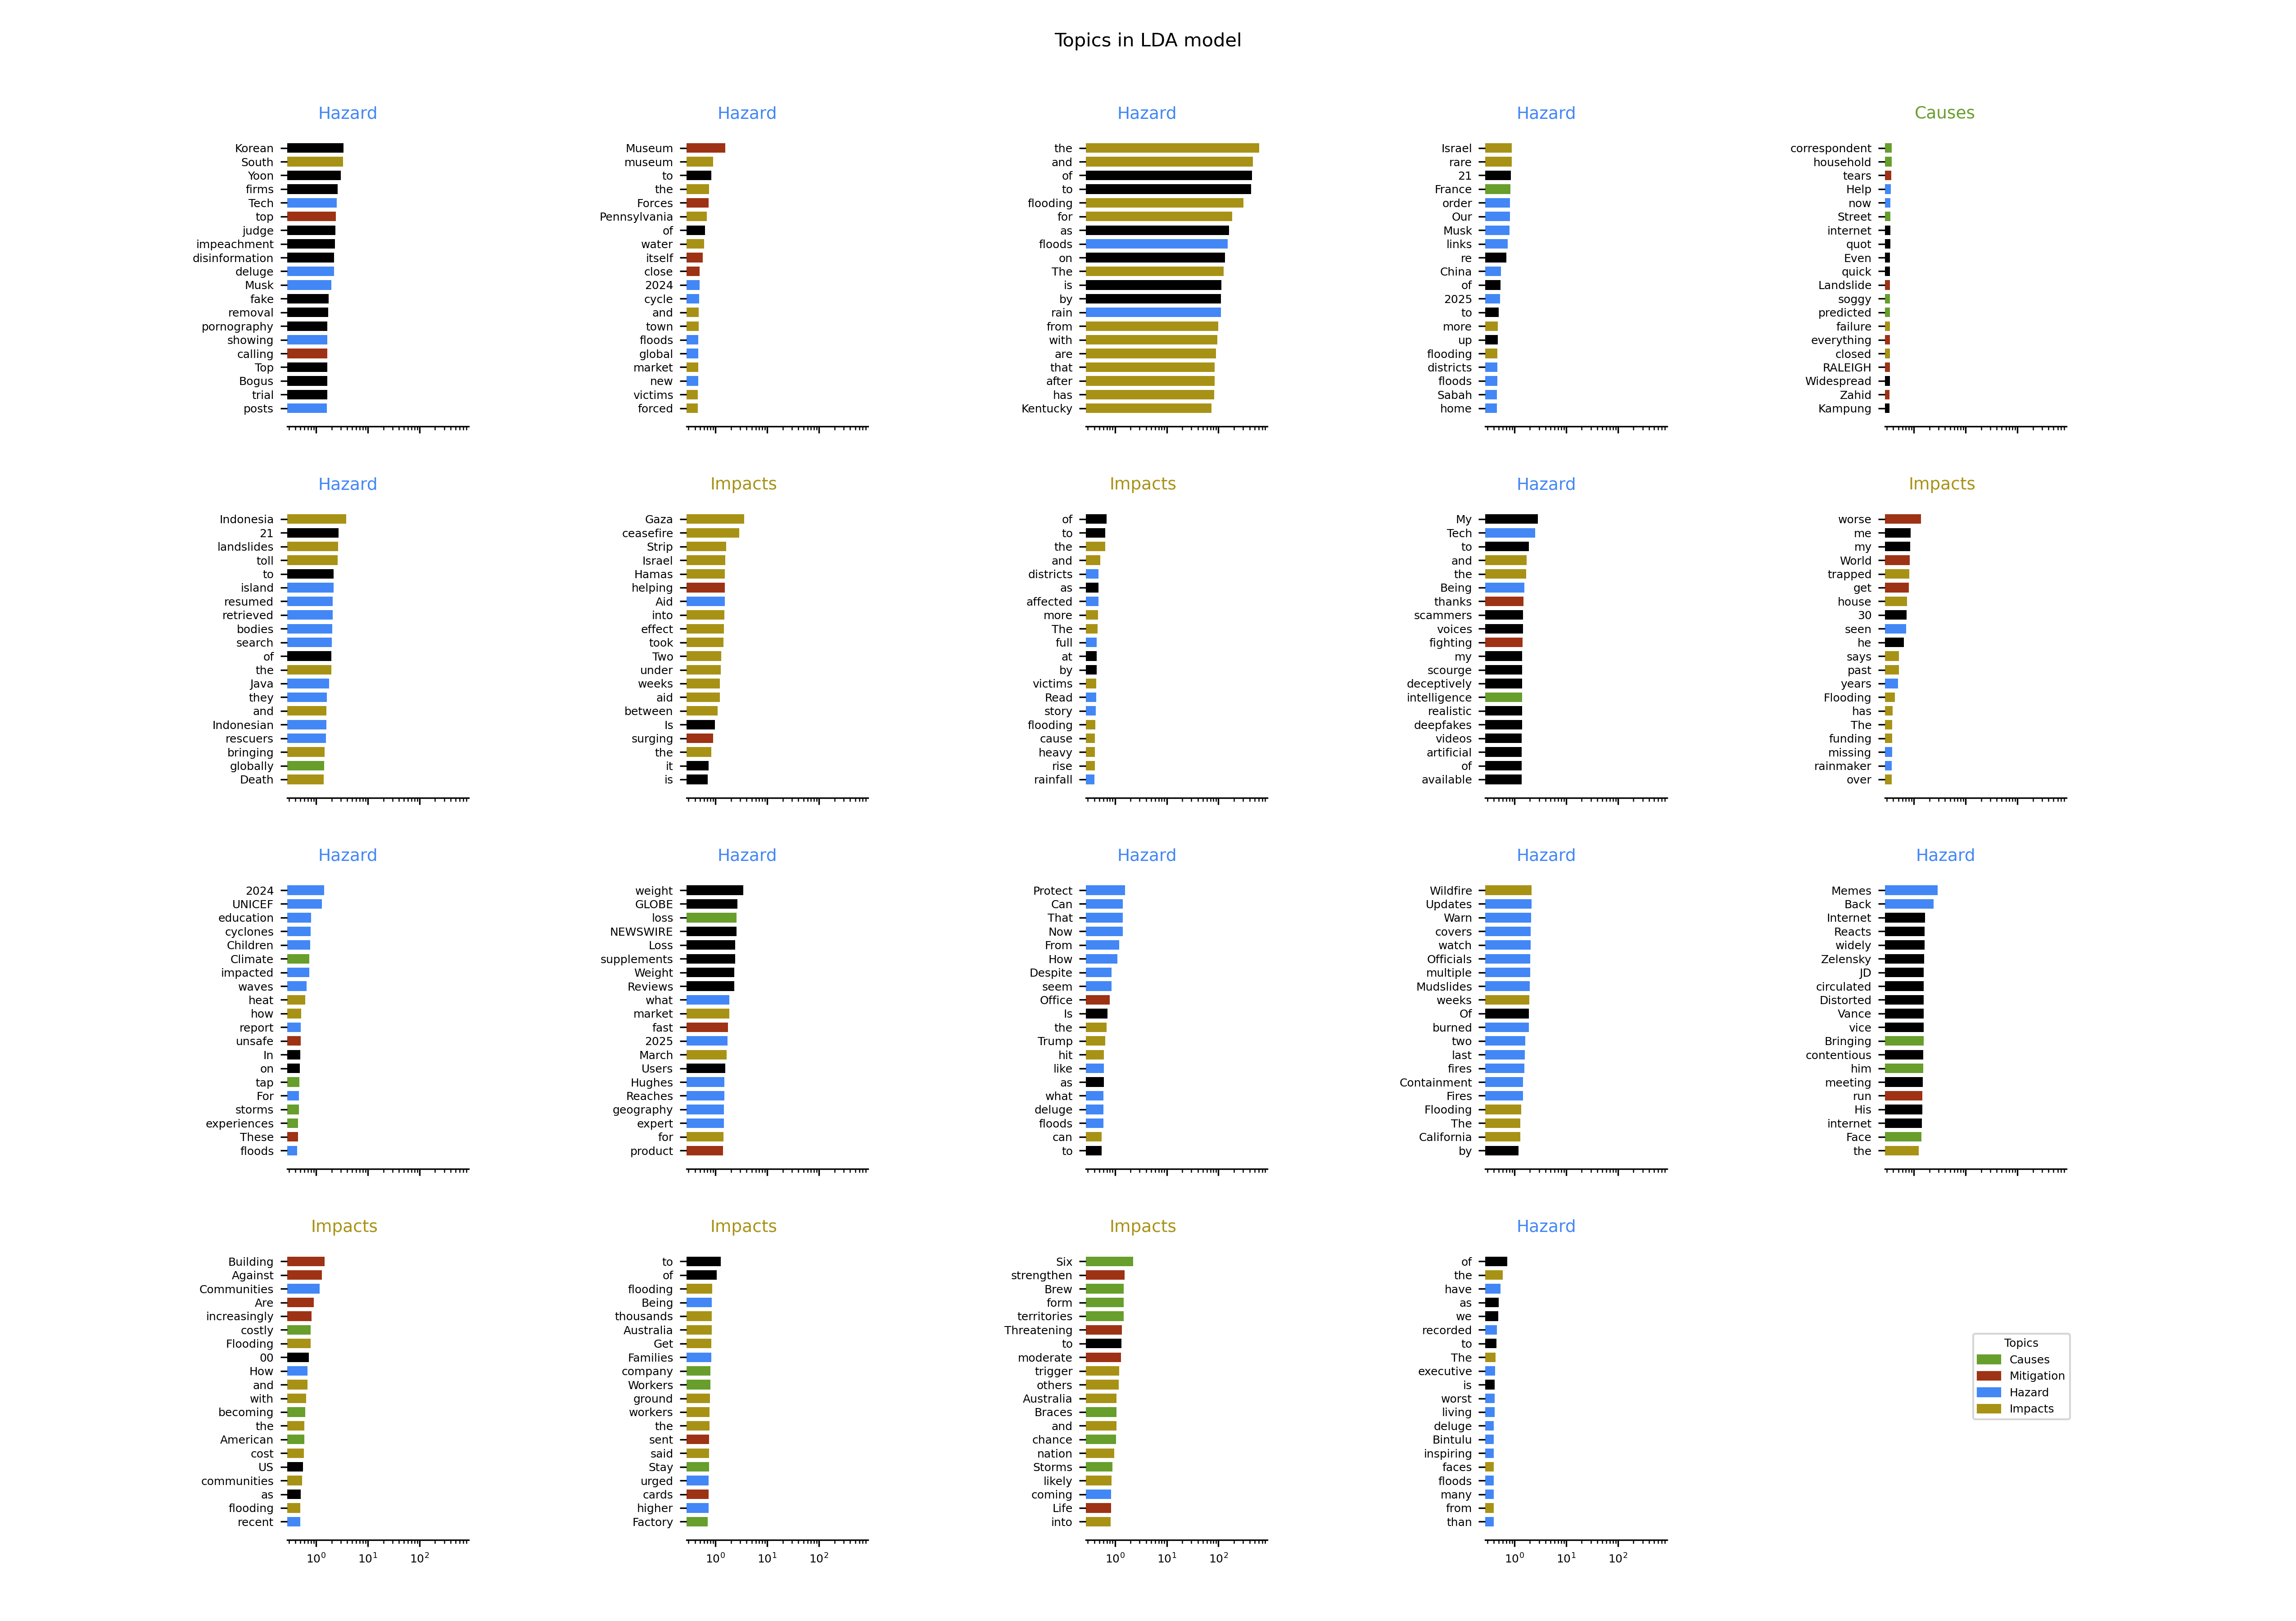 Topics in LDA model
Hazard
Korean
South
Yoon
firms
Tech
top
judge
impeachment
disinformation
deluge
Musk
fake
removal
pornography
showing
calling
Top
Bogus
trial
posts
Hazard
Museum
museum
to
the
Forces
Pennsylvania
of
water
itself
close
2024
cycle
and
town
floods
global
market
new
victims
forced
Hazard
the
and
of
to
flooding
for
as
floods
on
The
is
by
rain
from
with
are
that
after
has
Kentucky
Hazard
Israel
rare
21
France
order
Our
Musk
links
re
China
of
2025
to
more
up
flooding
districts
floods
Sabah
home
Causes
correspondent
household
tears
Help
now
Street
internet
quot
Even
quick
Landslide
soggy
predicted
failure
everything
closed
RALEIGH
Widespread
Zahid
Kampung
Hazard
Indonesia
21
landslides
toll
to
island
resumed
retrieved
bodies
search
of
the
Java
they
and
Indonesian
rescuers
bringing
globally
Death
Impacts
Gaza
ceasefire
Strip
Israel
Hamas
helping
Aid
into
effect
took
Two
under
weeks
aid
between
Is
surging
the
it
is
Impacts
of
to
the
and
districts
as
affected
more
The
full
at
by
victims
Read
story
flooding
cause
heavy
rise
rainfall
Hazard
My
Tech
to
and
the
Being
thanks
scammers
voices
fighting
my
scourge
deceptively
intelligence
realistic
deepfakes
videos
artificial
of
available
Impacts
worse
me
my
World
trapped
get
house
30
seen
he
says
past
years
Flooding
has
The
funding
missing
rainmaker
over
Hazard
2024
UNICEF
education
cyclones
Children
Climate
impacted
waves
heat
how
report
unsafe
In
on
tap
For
storms
experiences
These
floods
Hazard
weight
GLOBE
loss
NEWSWIRE
Loss
supplements
Weight
Reviews
what
market
fast
2025
March
Users
Hughes
Reaches
geography
expert
for
product
Hazard
Protect
Can
That
Now
From
How
Despite
seem
Office
Is
the
Trump
hit
like
as
what
deluge
floods
can
to
Hazard
Wildfire
Updates
Warn
covers
watch
Officials
multiple
Mudslides
weeks
Of
burned
two
last
fires
Containment
Fires
Flooding
The
California
by
Hazard
Memes
Back
Internet
Reacts
widely
Zelensky
JD
circulated
Distorted
Vance
vice
Bringing
contentious
him
meeting
run
His
internet
Face
the
Impacts
Building
Against
Communities
Are
increasingly
costly
Flooding
00
How
and
with
becoming
the
American
cost
US
communities
as
flooding
recent
10⁰ 10¹ 10²
Impacts
to
of
flooding
Being
thousands
Australia
Get
Families
company
Workers
ground
workers
the
sent
said
Stay
urged
cards
higher
Factory
10⁰ 10¹ 10²
Impacts
Six
strengthen
Brew
form
territories
Threatening
to
moderate
trigger
others
Australia
Braces
and
chance
nation
Storms
likely
coming
Life
into
10⁰ 10¹ 10²
Hazard
of
the
have
as
we
recorded
to
The
executive
is
worst
living
deluge
Bintulu
inspiring
faces
floods
many
from
than
10⁰ 10¹ 10²
Topics
Causes
Mitigation
Hazard
Impacts